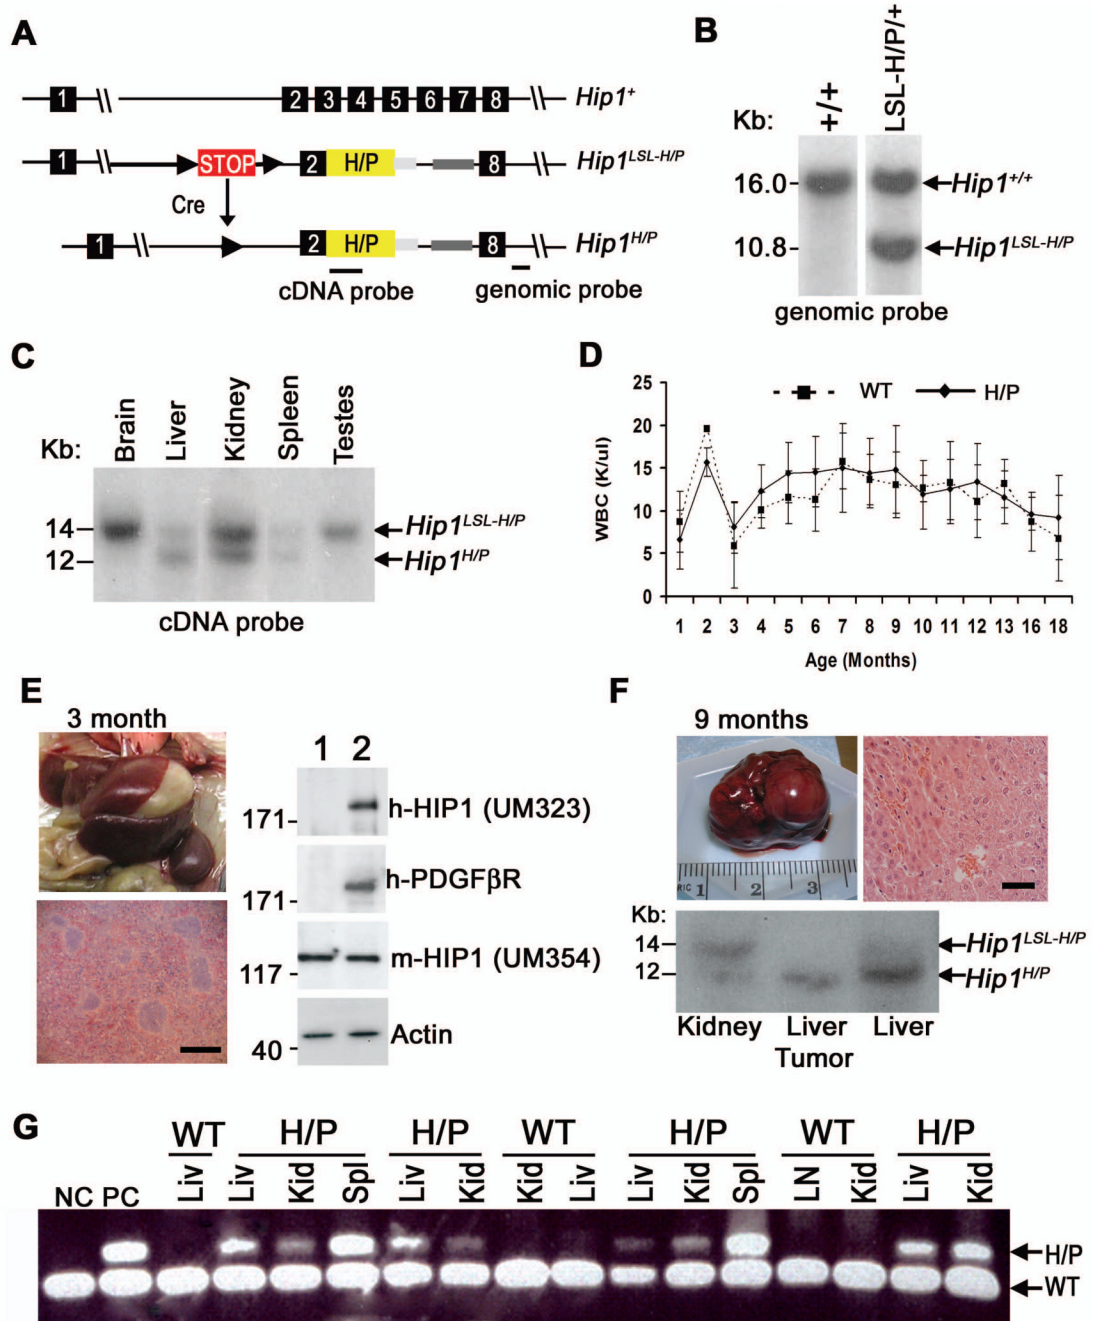 A
1 2 3 4 5 6 7 8 Hip1+
1 STOP 2 H/P 8 Hip1LSL-H/P
Cre
1 2 H/P 8 Hip1H/P
cDNA probe genomic probe
B
Kb: +/+ LSL-H/P/+
16.0 Hip1+/+
10.8 Hip1LSL-H/P
genomic probe
C
Kb: Brain Liver Kidney Spleen Testes
14 Hip1LSL-H/P
12 Hip1H/P
cDNA probe
D
WT H/P
WBC (K/ul)
25
20
15
10
5
0
1 2 3 4 5 6 7 8 9 10 11 12 13 16 18
Age (Months)
E
3 month
1 2
171 h-HIP1 (UM323)
171 h-PDGFβR
117 m-HIP1 (UM354)
40 Actin
F
9 months
RIC 1 2 3
Kb:
14 Hip1LSL-H/P
12 Hip1H/P
Kidney Liver Tumor Liver
G
WT H/P H/P WT H/P WT H/P
NC PC Liv Liv Kid Spl Liv Kid Kid Liv Liv Kid Spl LN Kid Liv Kid
H/P
WT